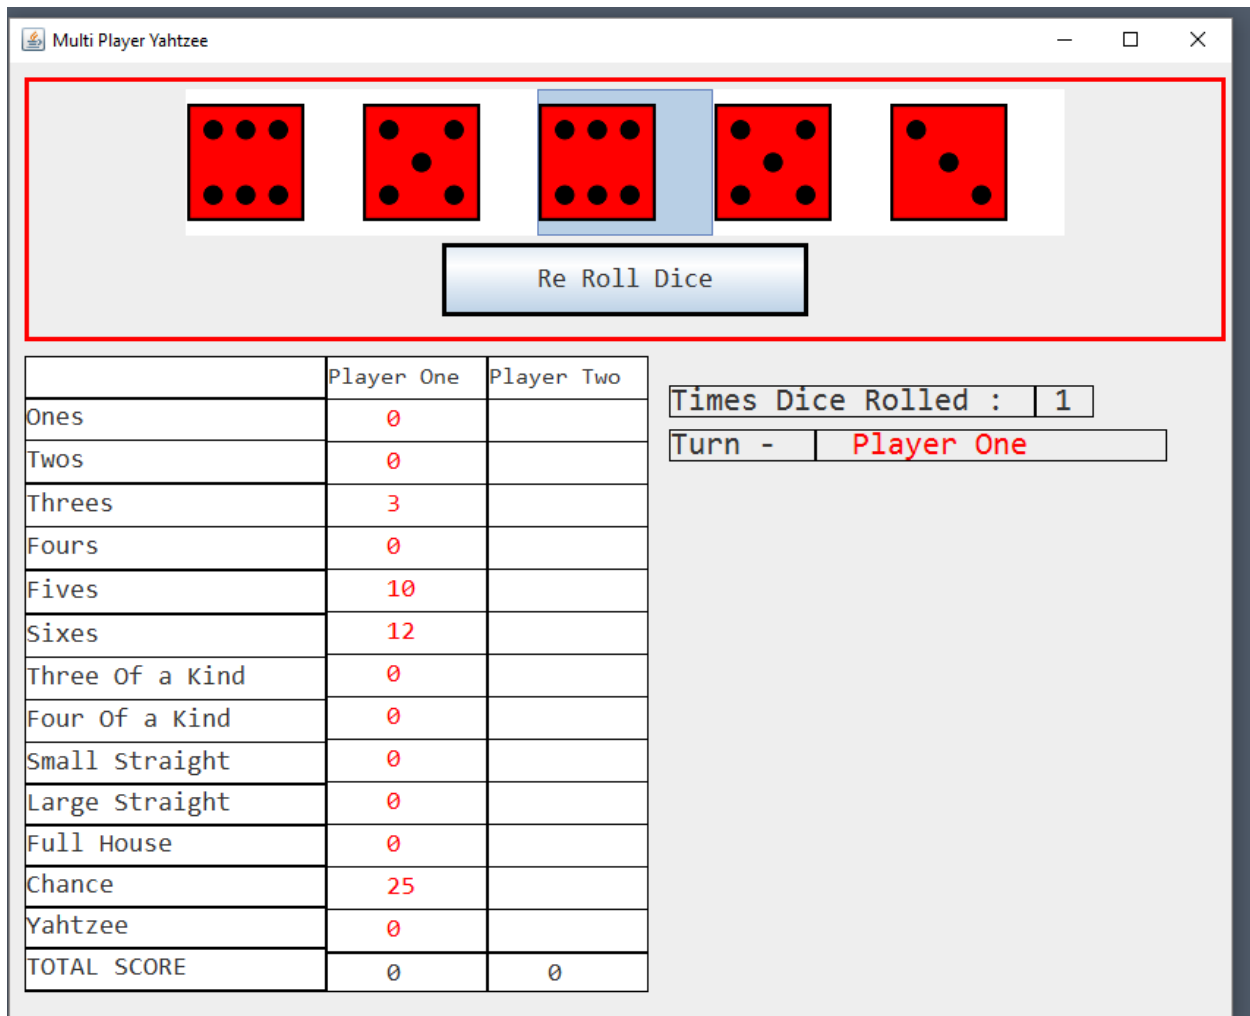 Multi Player Yahtzee
Re Roll Dice
Player One Player Two
Ones 0
Twos 0
Threes 3
Fours 0
Fives 10
Sixes 12
Three Of a Kind 0
Four Of a Kind 0
Small Straight 0
Large Straight 0
Full House 0
Chance 25
Yahtzee 0
TOTAL SCORE 0 0
Times Dice Rolled : 1
Turn - Player One